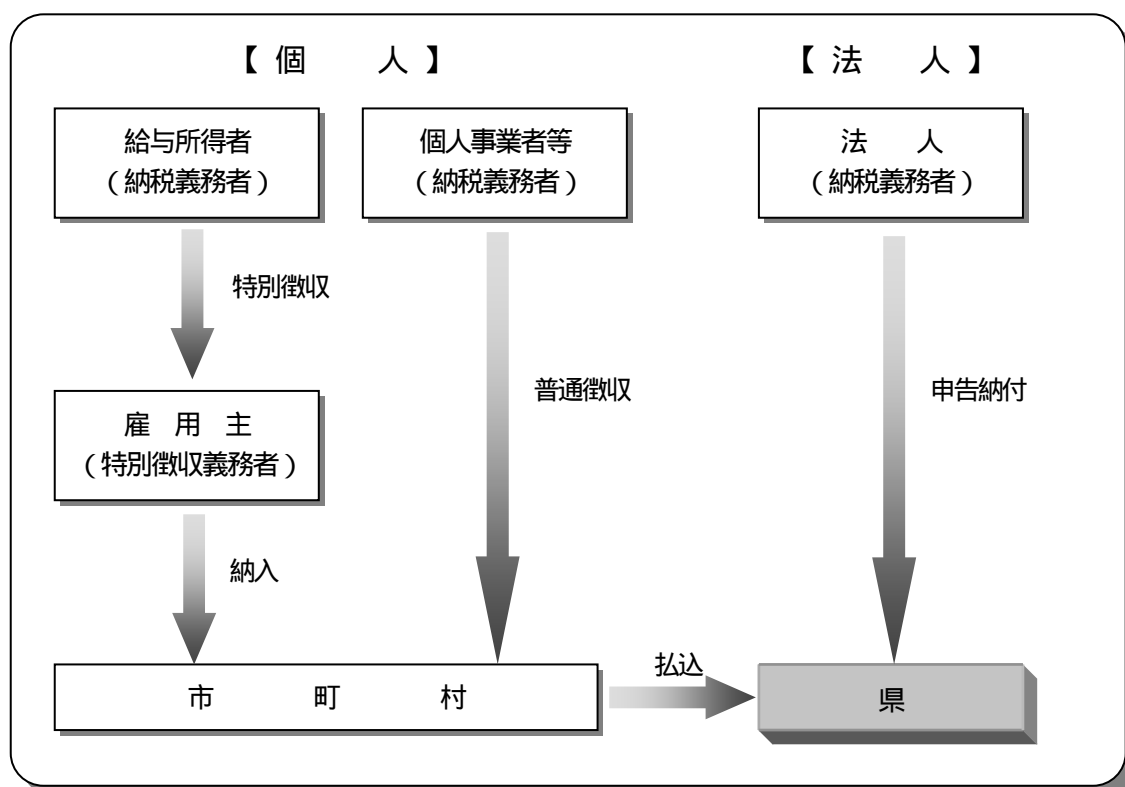 【 個　人 】
【 法　人 】
給与所得者
（納税義務者）
個人事業者等
（納税義務者）
法　人
（納税義務者）
特別徴収
普通徴収
申告納付
雇　用　主
（特別徴収義務者）
納入
払込
市　町　村
県